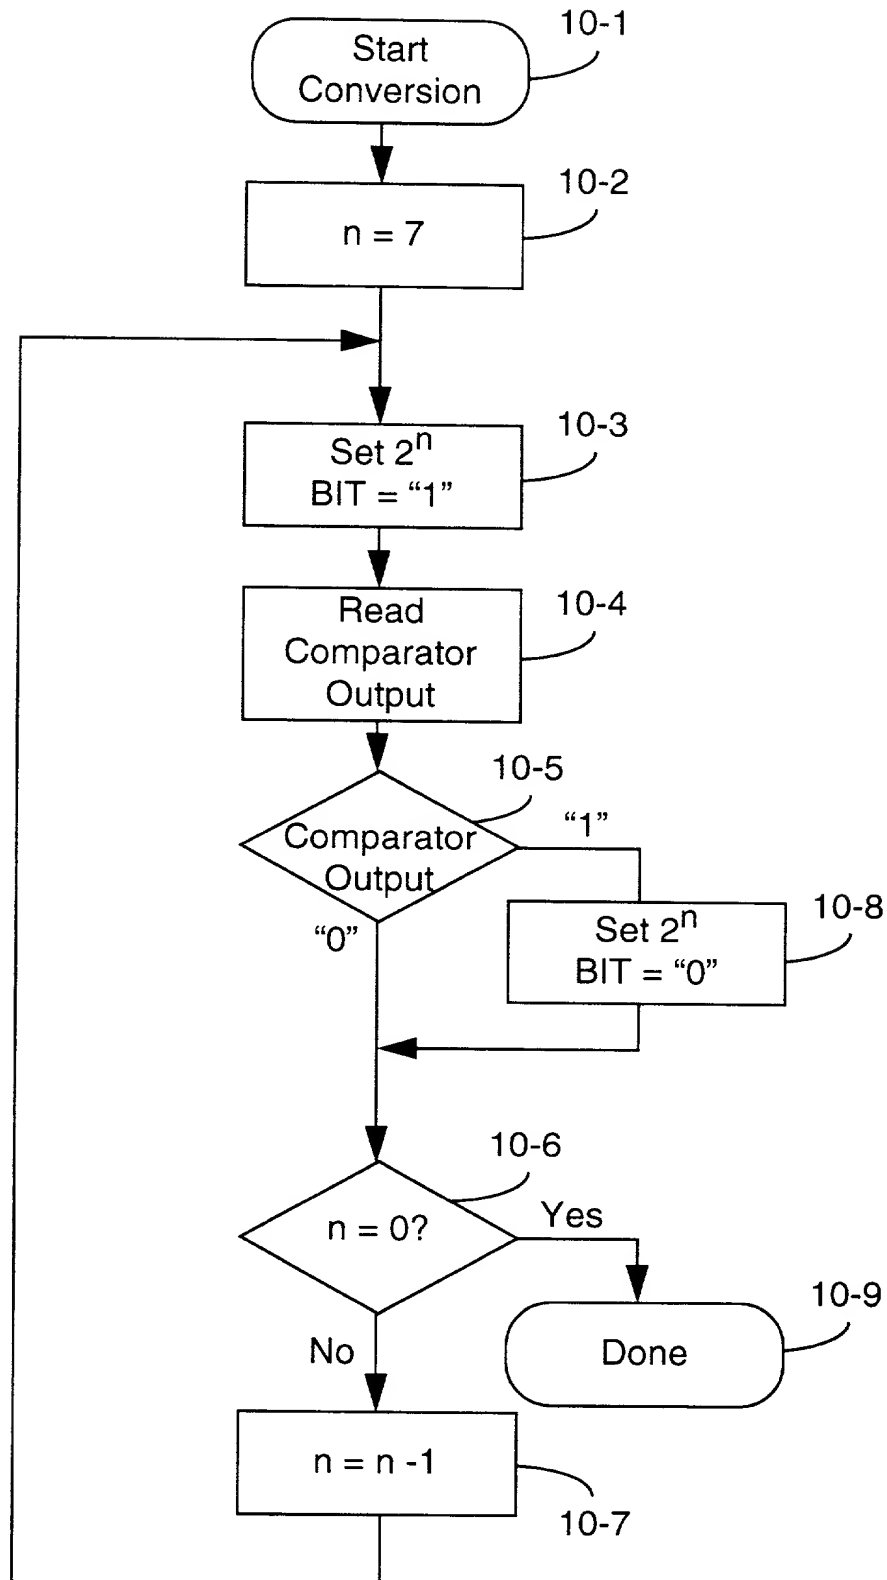 10-1
Start
Conversion
10-2
n = 7
10-3
Set 2ⁿ
BIT = “1”
10-4
Read
Comparator
Output
10-5
“1”
Comparator
Output
“0”
10-8
Set 2ⁿ
BIT = “0”
10-6
n = 0?
Yes
10-9
Done
No
n = n -1
10-7